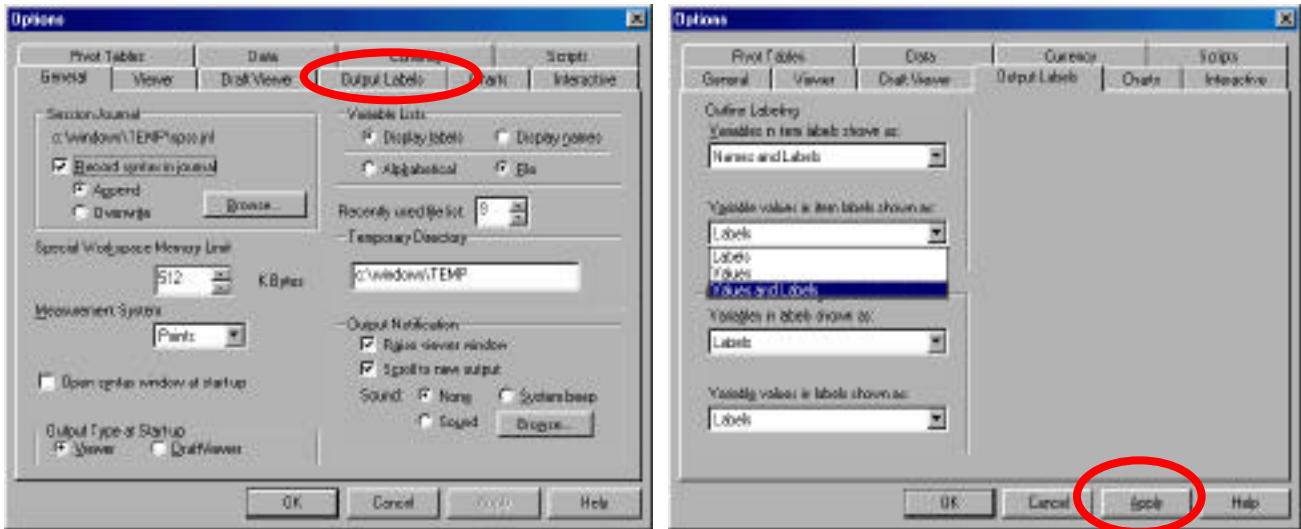 Options
Pivot Tables Data Currency Scripts
General Viewer Draft Viewer Output Labels Charts Interactive
Session Journal
c:\windows\TEMP\spss.jnl
Record syntax in journal
Append
Overwrite
Browse...
Special Workspace Memory Limit
512 K Bytes
Measurement System
Points
Open syntax window at startup
Output Type at Startup
Viewer Draft Viewer
Variable Lists
Display labels Display names
Alphabetical File
Recently used file list: 9
Temporary Directory
c:\windows\TEMP
Output Notification
Raise viewer window
Scroll to new output
Sound: None System beep
Sound Browse...
OK Cancel Apply Help
Options
Pivot Tables Data Currency Scripts
General Viewer Draft Viewer Output Labels Charts Interactive
Outline Labeling
Variables in item labels shown as:
Names and Labels
Variable values in item labels shown as:
Labels
Labels
Values
Values and Labels
Variables in labels shown as:
Labels
Variable values in labels shown as:
Labels
OK Cancel Apply Help